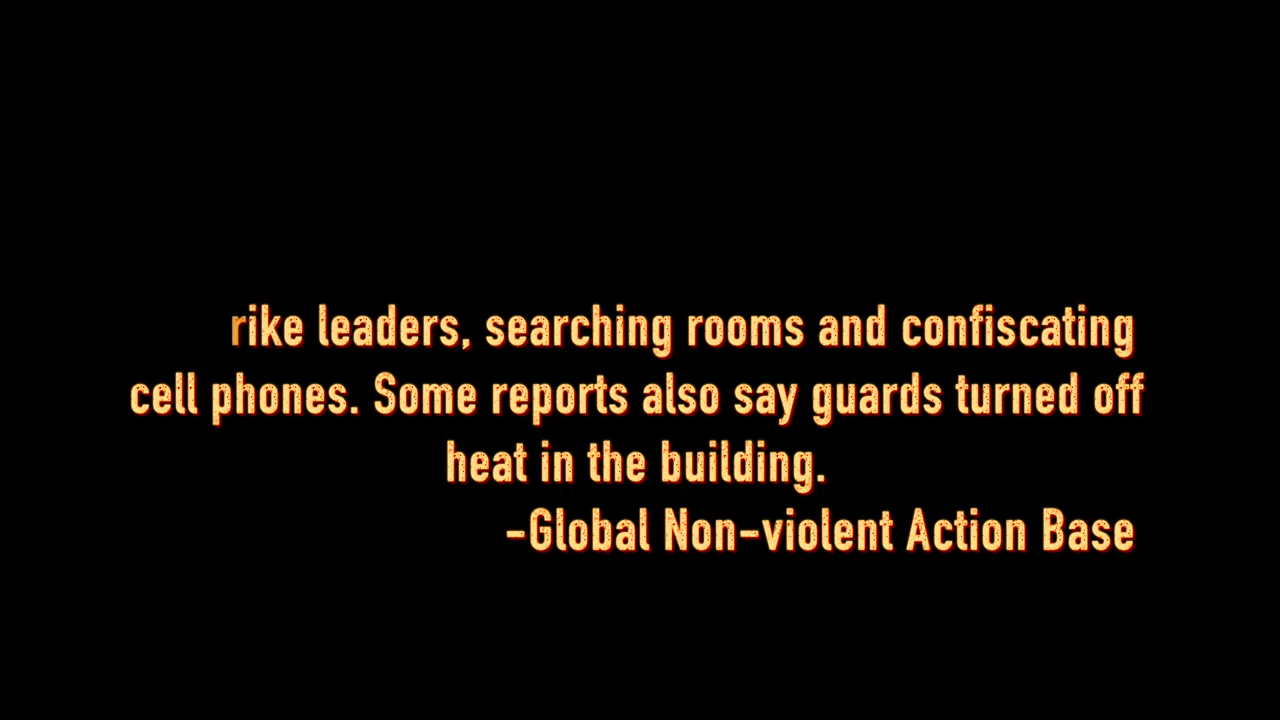 rike leaders, searching rooms and confiscating
cell phones. Some reports also say guards turned off
heat in the building.
-Global Non-violent Action Base